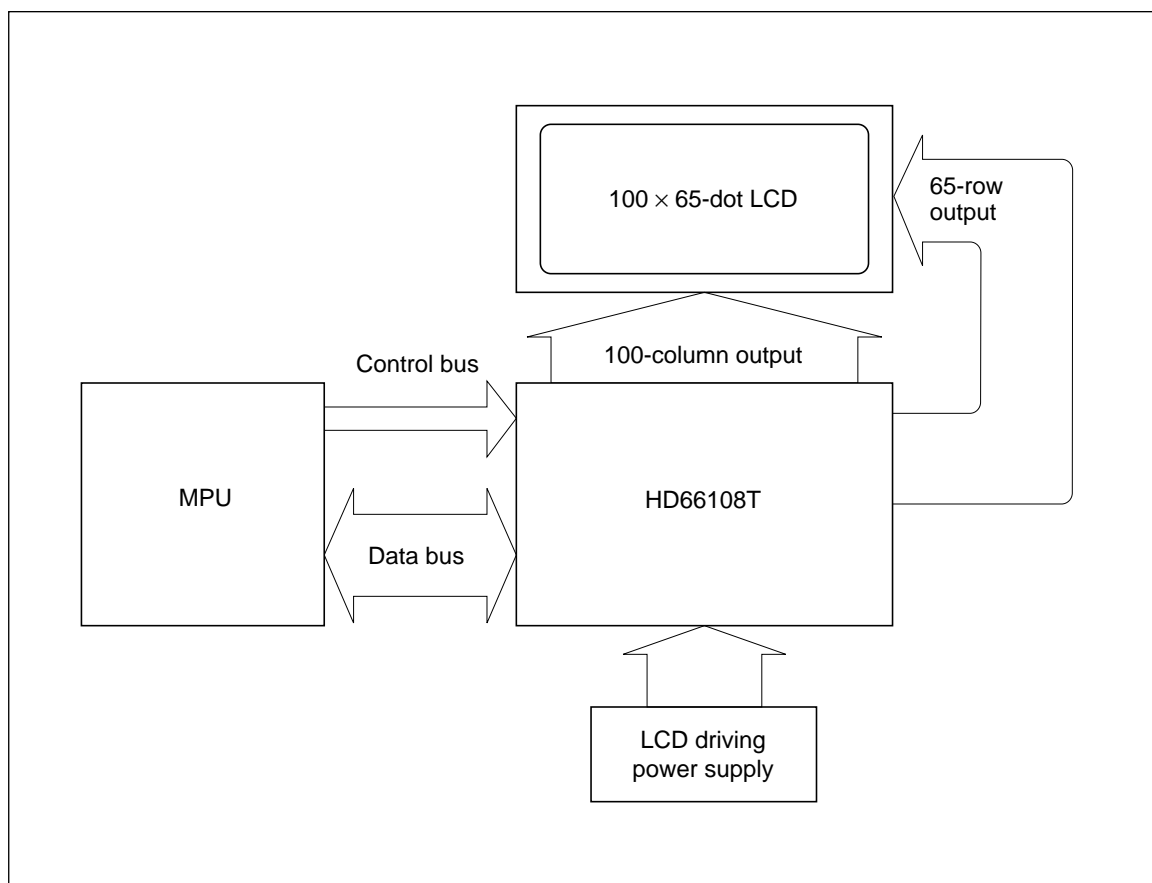 100 × 65-dot LCD
65-row
output
100-column output
Control bus
MPU
HD66108T
Data bus
LCD driving
power supply